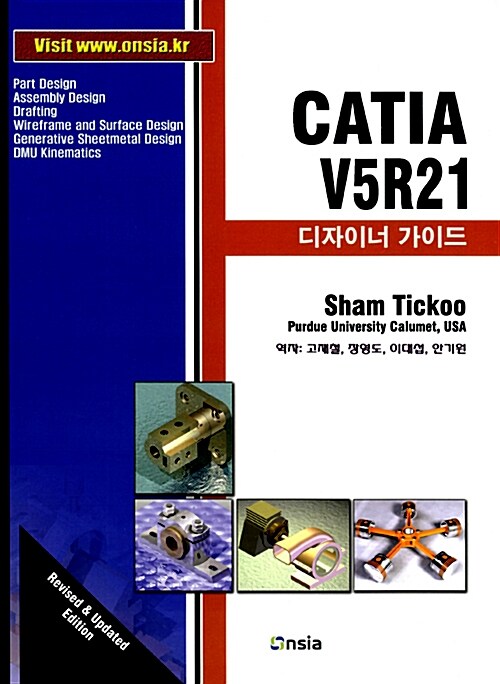 Visit www.onsia.kr
Part Design
Assembly Design
Drafting
Wireframe and Surface Design
Generative Sheetmetal Design
DMU Kinematics
CATIA
V5R21
디자이너 가이드
Sham Tickoo
Purdue University Calumet, USA
역자: 고재철, 장영도, 이대섭, 안기원
Revised & Updated
Edition
Onsia